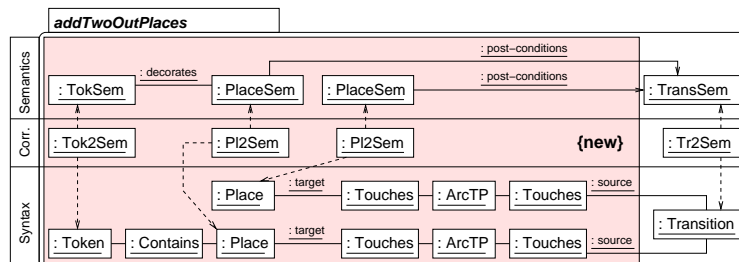 addTwoOutPlaces
Semantics
: post−conditions
: decorates
: post−conditions
: TokSem
: PlaceSem
: PlaceSem
: TransSem
Corr.
: Tok2Sem
: Pl2Sem
: Pl2Sem
{new}
: Tr2Sem
Syntax
: target
: source
: Place
: Touches
: ArcTP
: Touches
: Transition
: target
: source
: Token
: Contains
: Place
: Touches
: ArcTP
: Touches